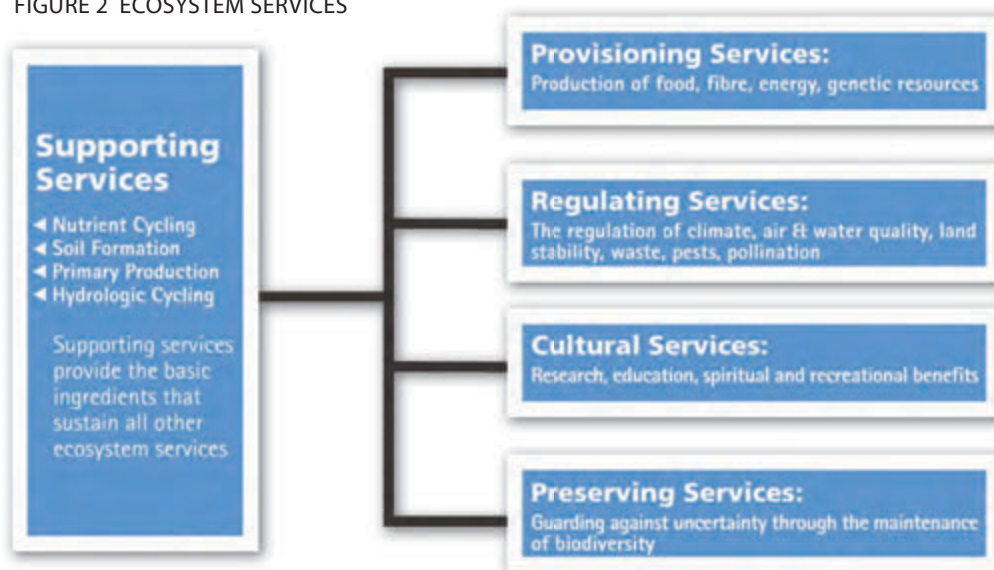 FIGURE 2 ECOSYSTEM SERVICES
Supporting
Services
◄ Nutrient Cycling
◄ Soil Formation
◄ Primary Production
◄ Hydrologic Cycling
Supporting services
provide the basic
ingredients that
sustain all other
ecosystem services
Provisioning Services:
Production of food, fibre, energy, genetic resources
Regulating Services:
The regulation of climate, air & water quality, land
stability, waste, pests, pollination
Cultural Services:
Research, education, spiritual and recreational benefits
Preserving Services:
Guarding against uncertainty through the maintenance
of biodiversity